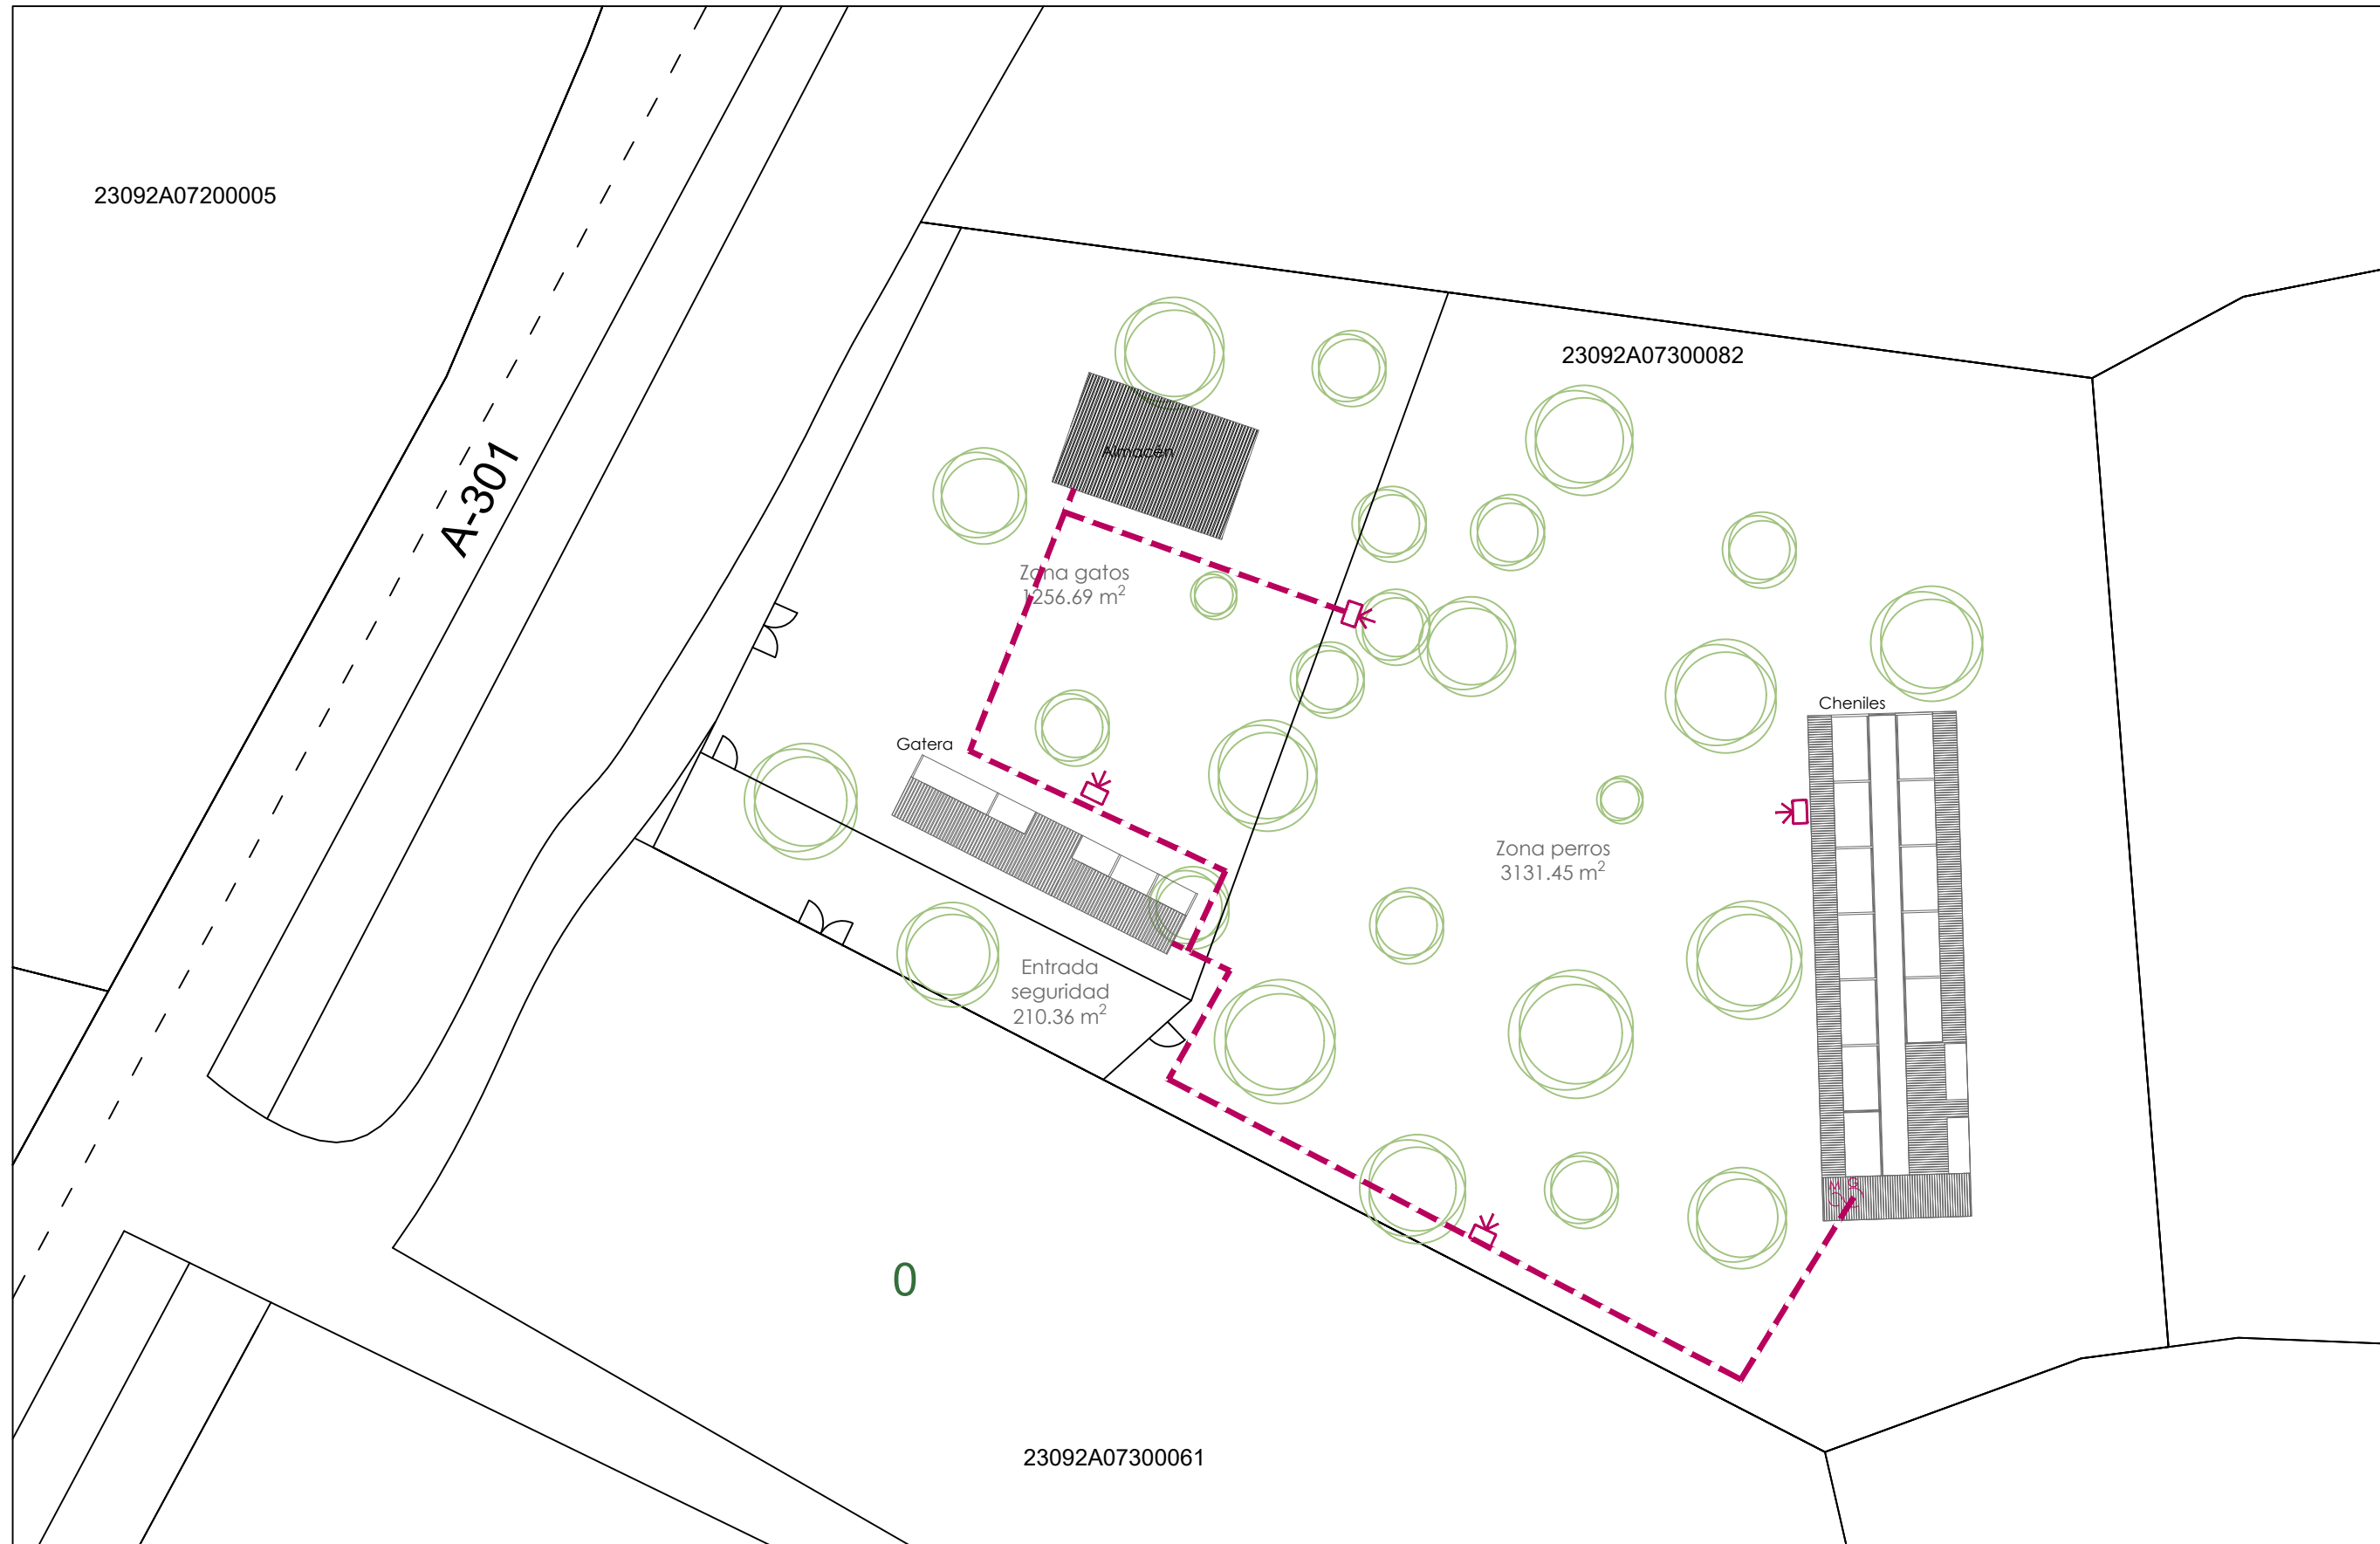 23092A07200005
A-301
23092A07300082
Almacén
Zona gatos
1256.69 m²
Cheniles
Gatera
Zona perros
3131.45 m²
Entrada
seguridad
210.36 m²
M G
0
23092A07300061